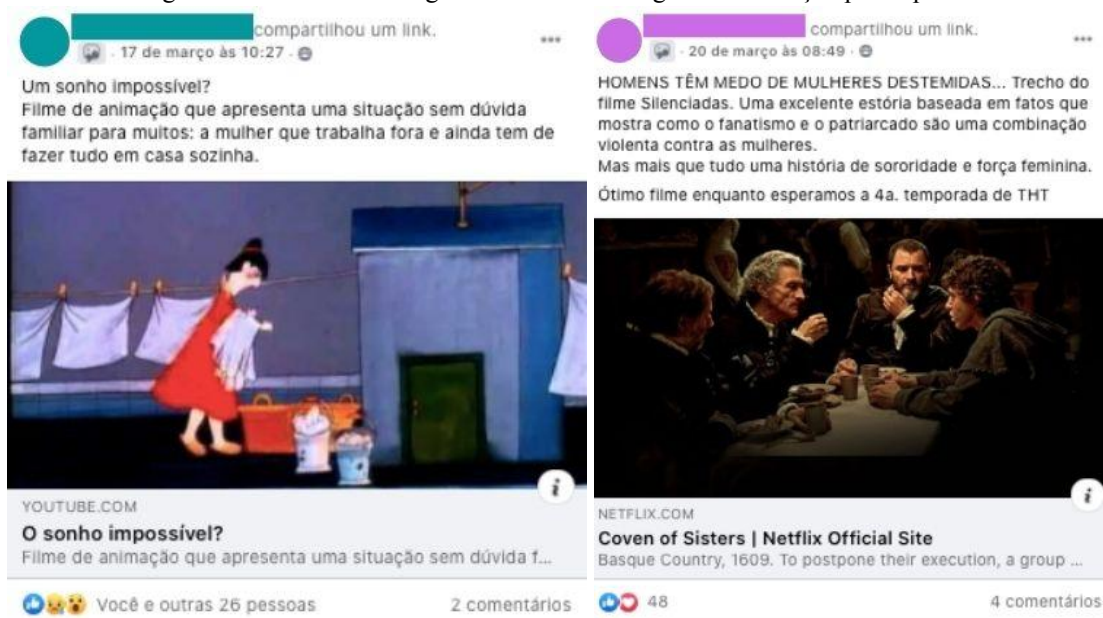 compartilhou um link.
17 de março às 10:27
Um sonho impossível?
Filme de animação que apresenta uma situação sem dúvida
familiar para muitos: a mulher que trabalha fora e ainda tem de
fazer tudo em casa sozinha.
YOUTUBE.COM
O sonho impossível?
Filme de animação que apresenta uma situação sem dúvida f...
Você e outras 26 pessoas
2 comentários
compartilhou um link.
20 de março às 08:49
HOMENS TÊM MEDO DE MULHERES DESTEMIDAS... Trecho do
filme Silenciadas. Uma excelente estória baseada em fatos que
mostra como o fanatismo e o patriarcado são uma combinação
violenta contra as mulheres.
Mas mais que tudo uma história de sororidade e força feminina.
Ótimo filme enquanto esperamos a 4a. temporada de THT
NETFLIX.COM
Coven of Sisters | Netflix Official Site
Basque Country, 1609. To postpone their execution, a group ...
48
4 comentários